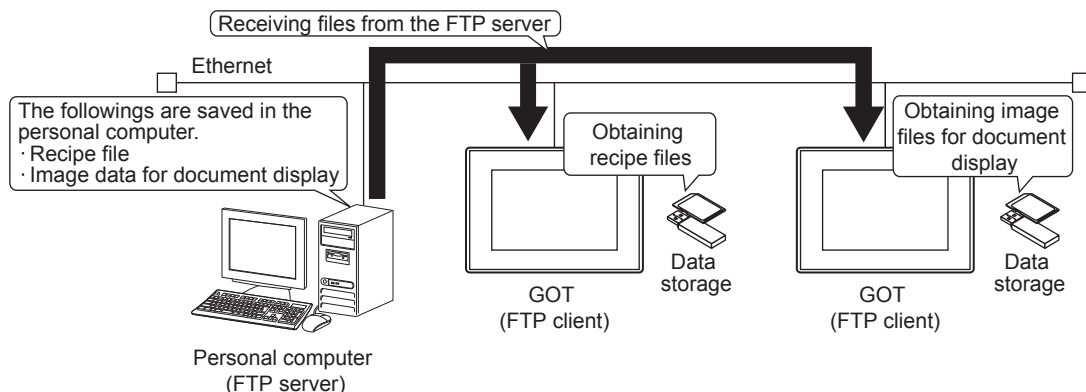 Receiving files from the FTP server
Ethernet
The followings are saved in the
personal computer.
· Recipe file
· Image data for document display
Obtaining
recipe files
Obtaining image
files for document
display
Data
storage
Data
storage
GOT
(FTP client)
GOT
(FTP client)
Personal computer
(FTP server)